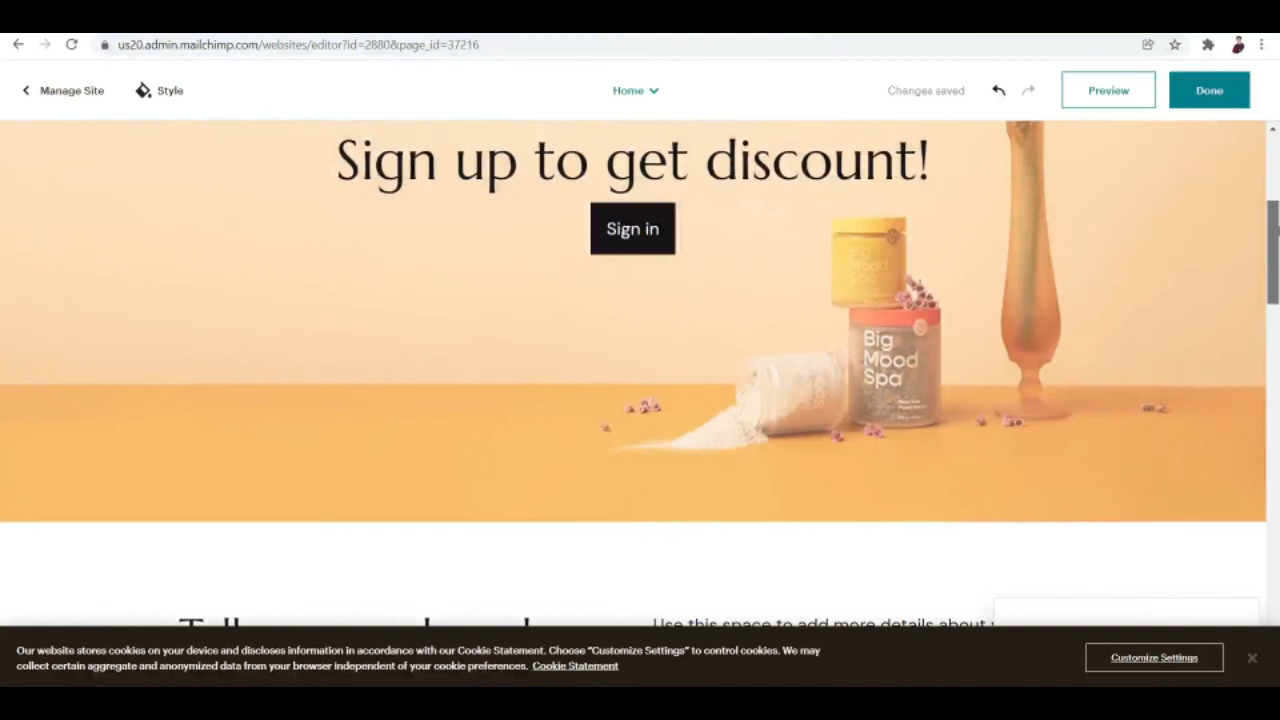 us20.admin.mailchimp.com/websites/editor?id=2880&page_id=37216
Manage Site
Style
Home
Changes saved
Preview
Done
Sign up to get discount!
Sign in
Big
Mood
Spa
Big
Mood
Spa
Use this space to add more details about
Our website stores cookies on your device and discloses information in accordance with our Cookie Statement. Choose “Customize Settings” to control cookies. We may
collect certain aggregate and anonymized data from your browser independent of your cookie preferences. Cookie Statement
Customize Settings